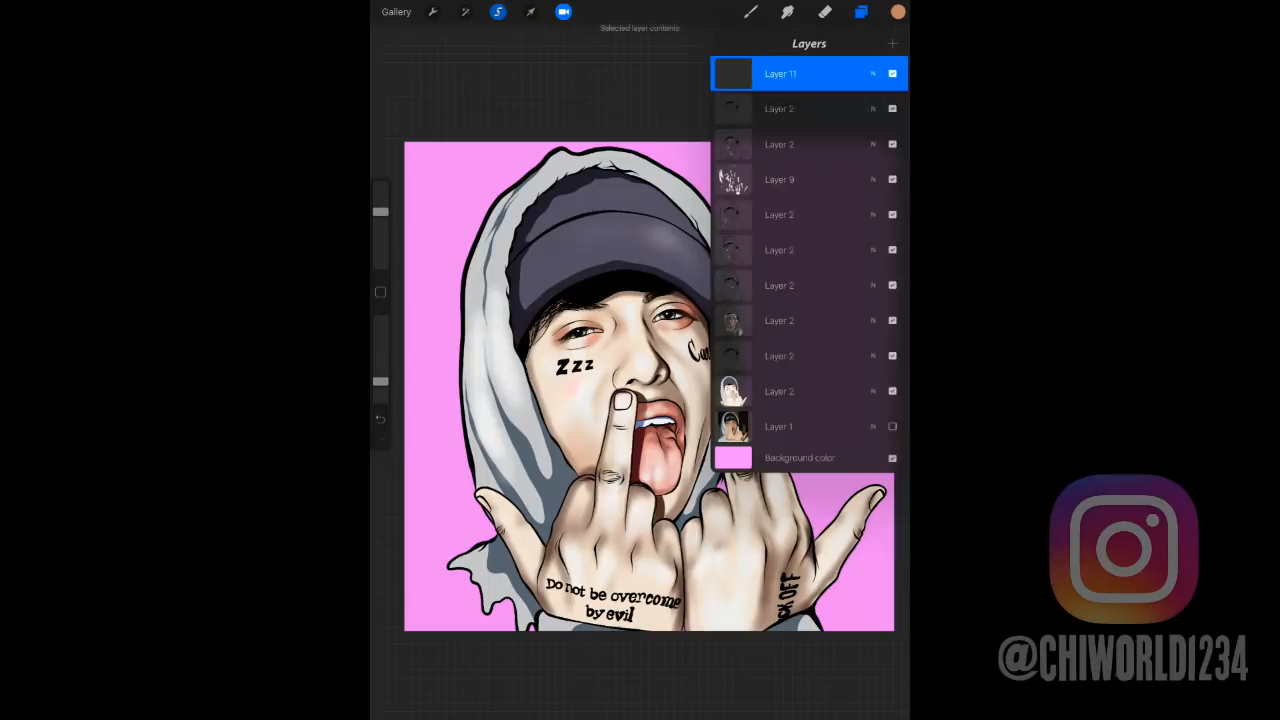 Gallery
Selected layer contents
Layers
Layer 11 N
Layer 2 N
Layer 2 N
Layer 9 N
Layer 2 N
Layer 2 N
Layer 2 N
Layer 2 N
Layer 2 N
Layer 2 N
Layer 1 N
Background color
Zzz
Do not be overcome
by evil
@CHIWORLD1234